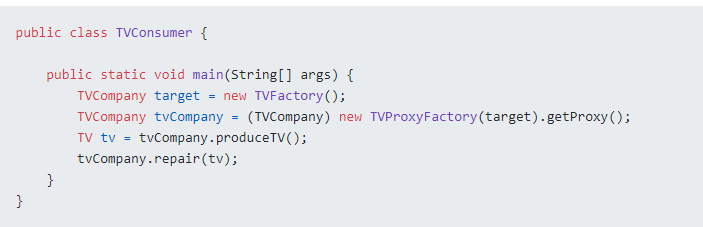 public class TVConsumer {
    public static void main(String[] args) {
        TVCompany target = new TVFactory();
        TVCompany tvCompany = (TVCompany) new TVProxyFactory(target).getProxy();
        TV tv = tvCompany.produceTV();
        tvCompany.repair(tv);
    }
}